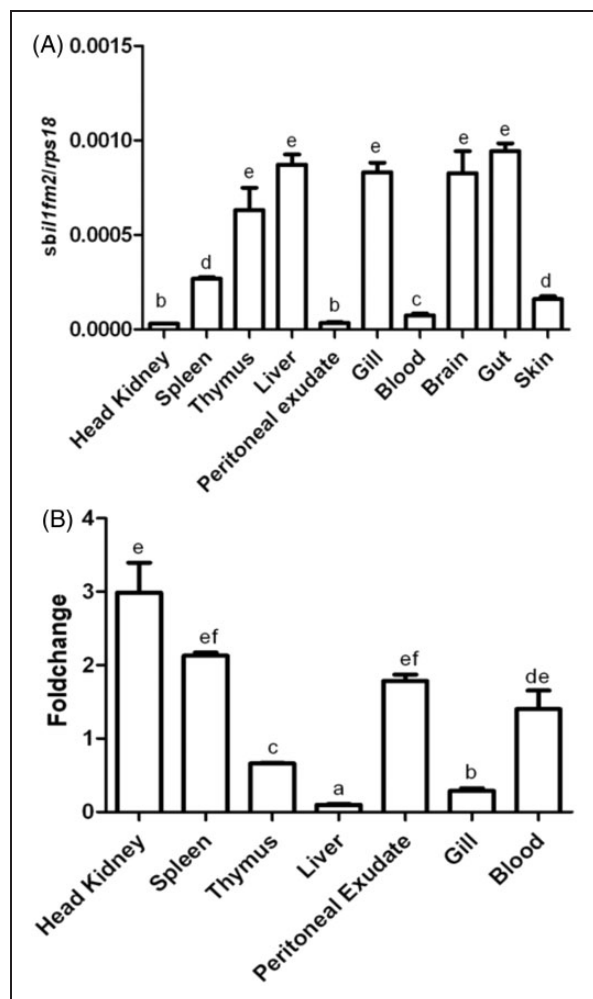 (A)
0.0015
0.0010
0.0005
0.0000
sbil1fm2/rps18
b
d
e
e
b
e
c
e
e
d
Head Kidney
Spleen
Thymus
Liver
Peritoneal exudate
Gill
Blood
Brain
Gut
Skin
(B)
4
3
2
1
0
Foldchange
e
ef
c
a
ef
b
de
Head Kidney
Spleen
Thymus
Liver
Peritoneal Exudate
Gill
Blood